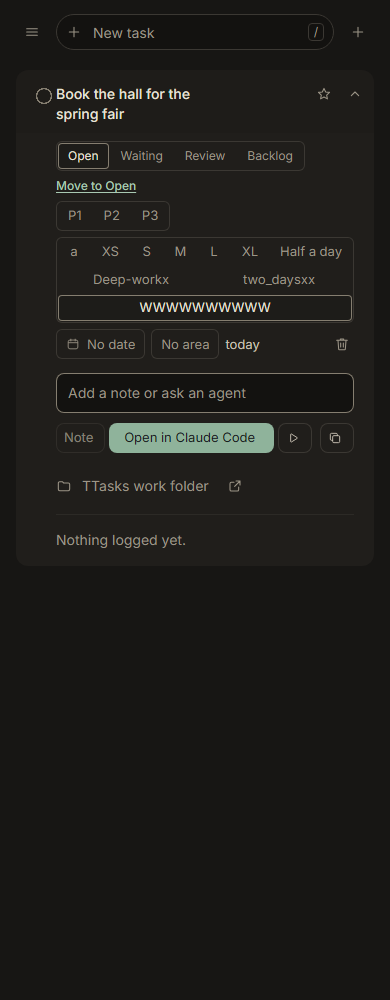 New task /
Book the hall for the
spring fair
Open Waiting Review Backlog
Move to Open
P1 P2 P3
a XS S M L XL Half a day
Deep-workx two_daysxx
WWWWWWWWWW
No date No area today
Add a note or ask an agent
Note Open in Claude Code
TTasks work folder
Nothing logged yet.